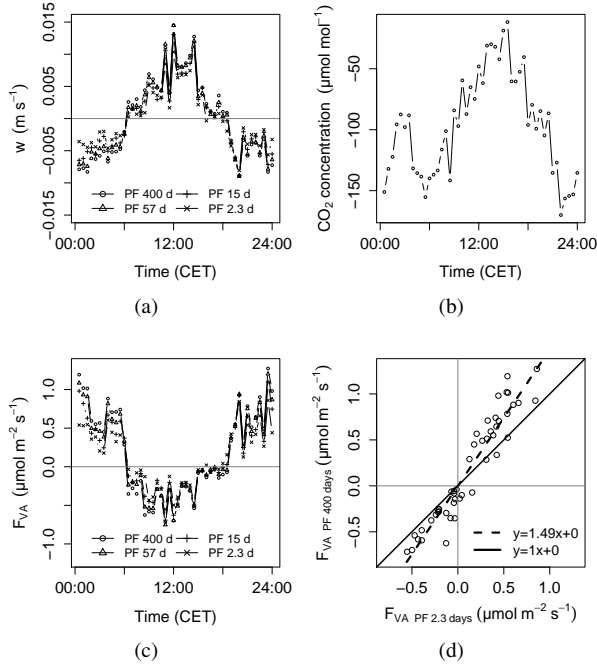 w (m s⁻¹)
0.015
0.005
−0.005
−0.015
PF 400 d
PF 57 d
PF 15 d
PF 2.3 d
00:00 12:00 24:00
Time (CET)
(a)
CO₂ concentration (µmol mol⁻¹)
−50
−100
−150
00:00 12:00 24:00
Time (CET)
(b)
F_VA (µmol m⁻² s⁻¹)
1.0
0.0
−1.0
PF 400 d
PF 57 d
PF 15 d
PF 2.3 d
00:00 12:00 24:00
Time (CET)
(c)
F_VA PF 400 days (µmol m⁻² s⁻¹)
1.0
0.5
0.0
−0.5
y=1.49x+0
y=1x+0
−0.5 0.0 0.5 1.0
F_VA PF 2.3 days (µmol m⁻² s⁻¹)
(d)